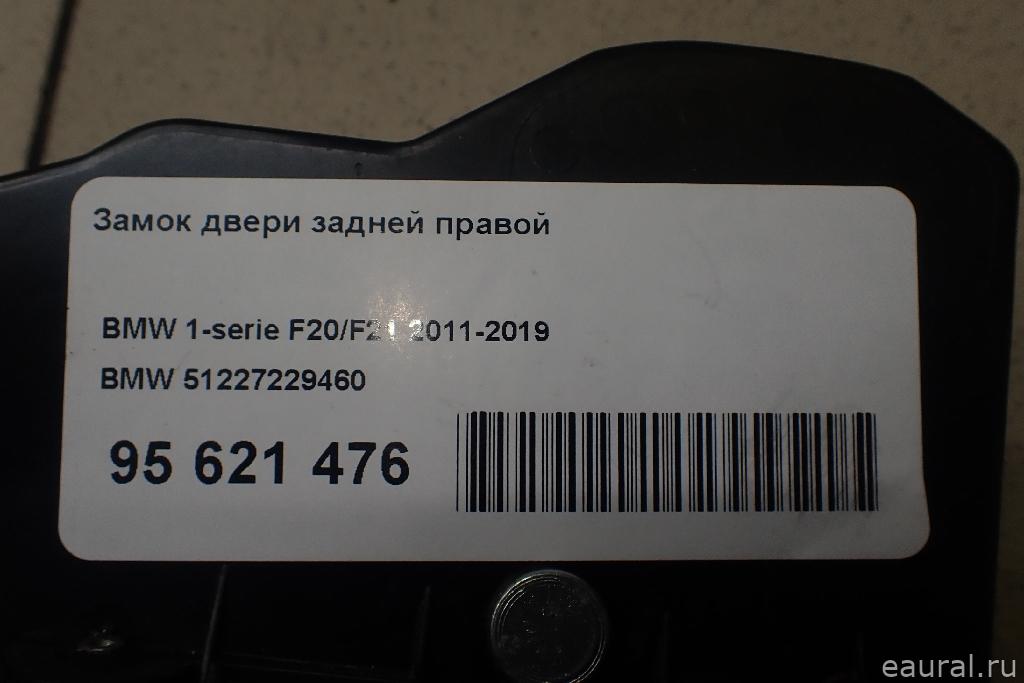 Замок двери задней правой
BMW 1-serie F20/F21 2011-2019
BMW 51227229460
95 621 476
eaural.ru